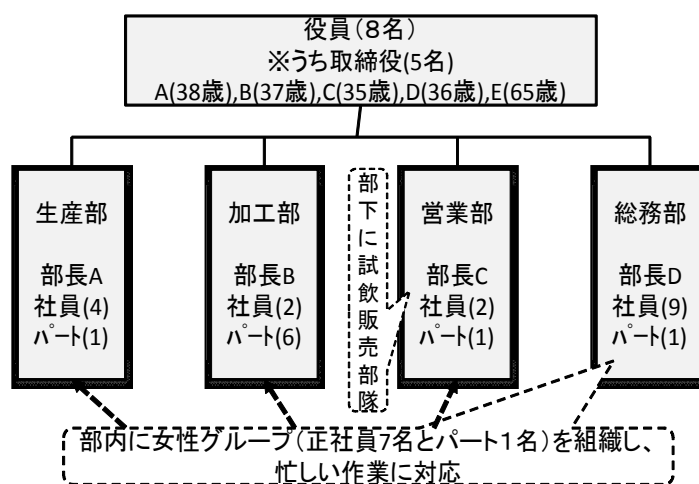 役員(8名)
※うち取締役(5名)
A(38歳),B(37歳),C(35歳),D(36歳),E(65歳)
生産部
部長A
社員(4)
パート(1)
加工部
部長B
社員(2)
パート(6)
部下に試飲販売部隊
営業部
部長C
社員(2)
パート(1)
総務部
部長D
社員(9)
パート(1)
部内に女性グループ(正社員7名とパート1名)を組織し、
忙しい作業に対応